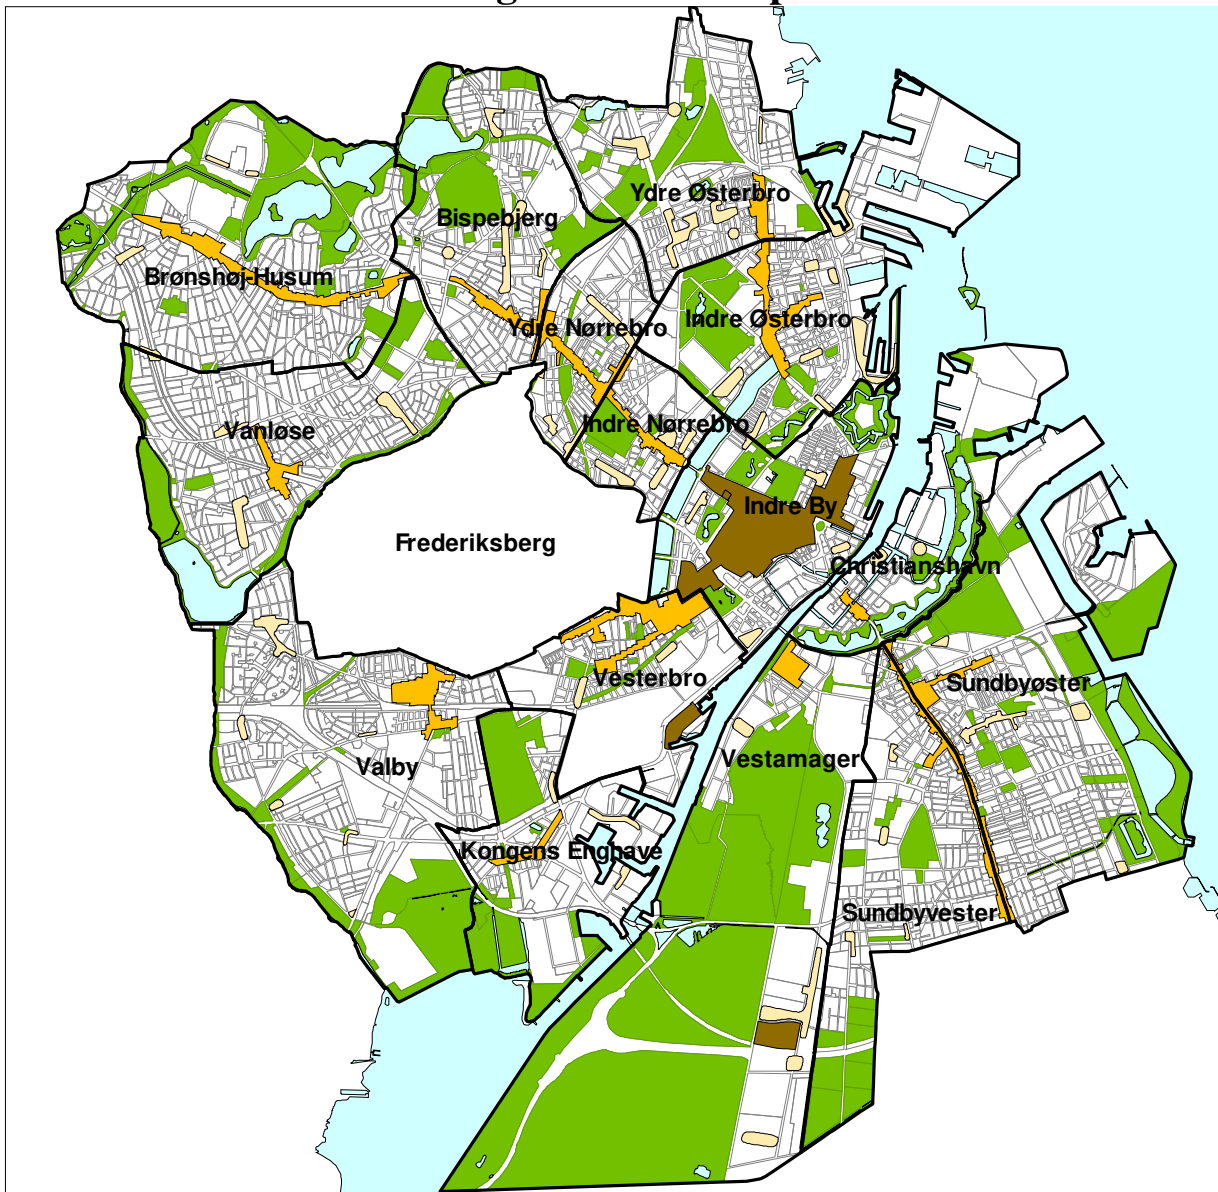 Ydre Østerbro
Bispebjerg
Brønshøj-Husum
Indre Østerbro
Ydre Nørrebro
Indre Nørrebro
Vanløse
Indre By
Frederiksberg
Christianshavn
Vesterbro
Sundbyøster
Vestamager
Valby
Kongens Enghave
Sundbyvester